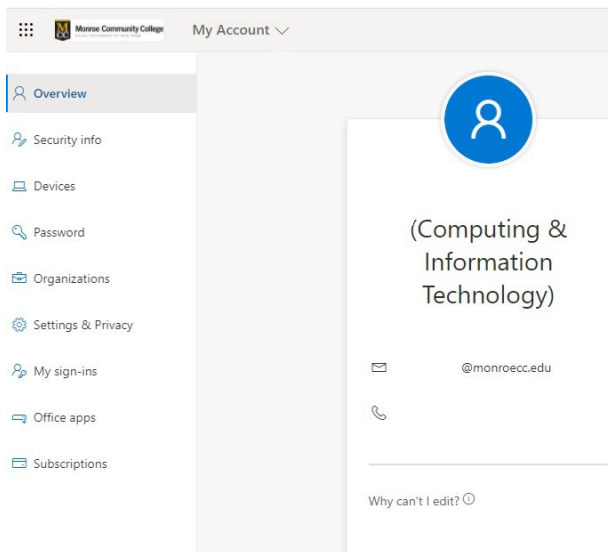 MCC
Monroe Community College
My Account
Overview
Security info
Devices
Password
Organizations
Settings & Privacy
My sign-ins
Office apps
Subscriptions
(Computing &
Information
Technology)
@monroecc.edu
Why can't I edit?